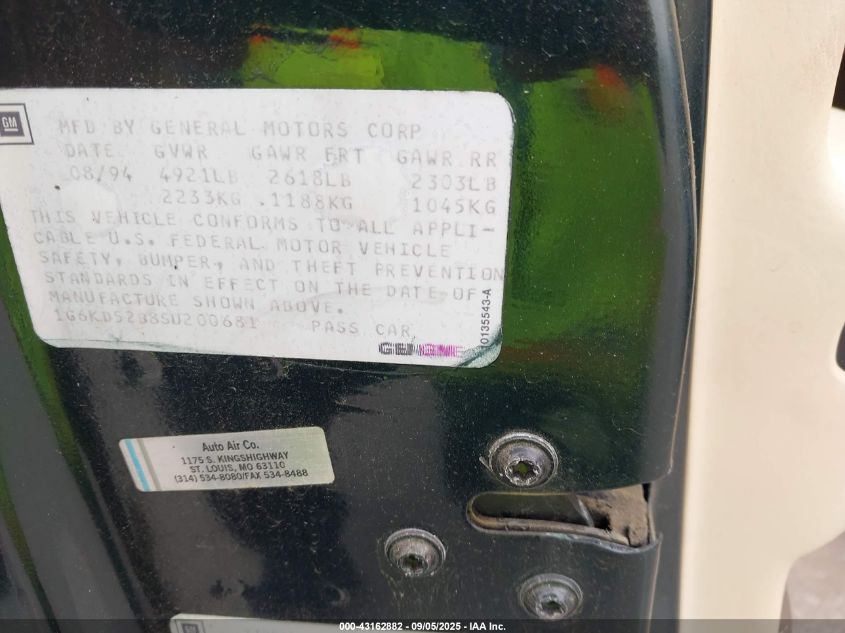 GM
MFD BY GENERAL MOTORS CORP
DATE GVWR GAWR FRT GAWR RR
08/94 4921LB 2618LB 2303LB
2233KG 1188KG 1045KG
THIS VEHICLE CONFORMS TO ALL APPLI-
CABLE U.S. FEDERAL MOTOR VEHICLE
SAFETY, BUMPER, AND THEFT PREVENTION
STANDARDS IN EFFECT ON THE DATE OF
MANUFACTURE SHOWN ABOVE.
1G6KD52B8SU200681 PASS CAR
10135543-A
Auto Air Co.
1175 S. KINGSHIGHWAY
ST. LOUIS, MO 63110
(314) 534-8080/FAX 534-8488
000-43162882 - 09/05/2025 - IAA Inc.